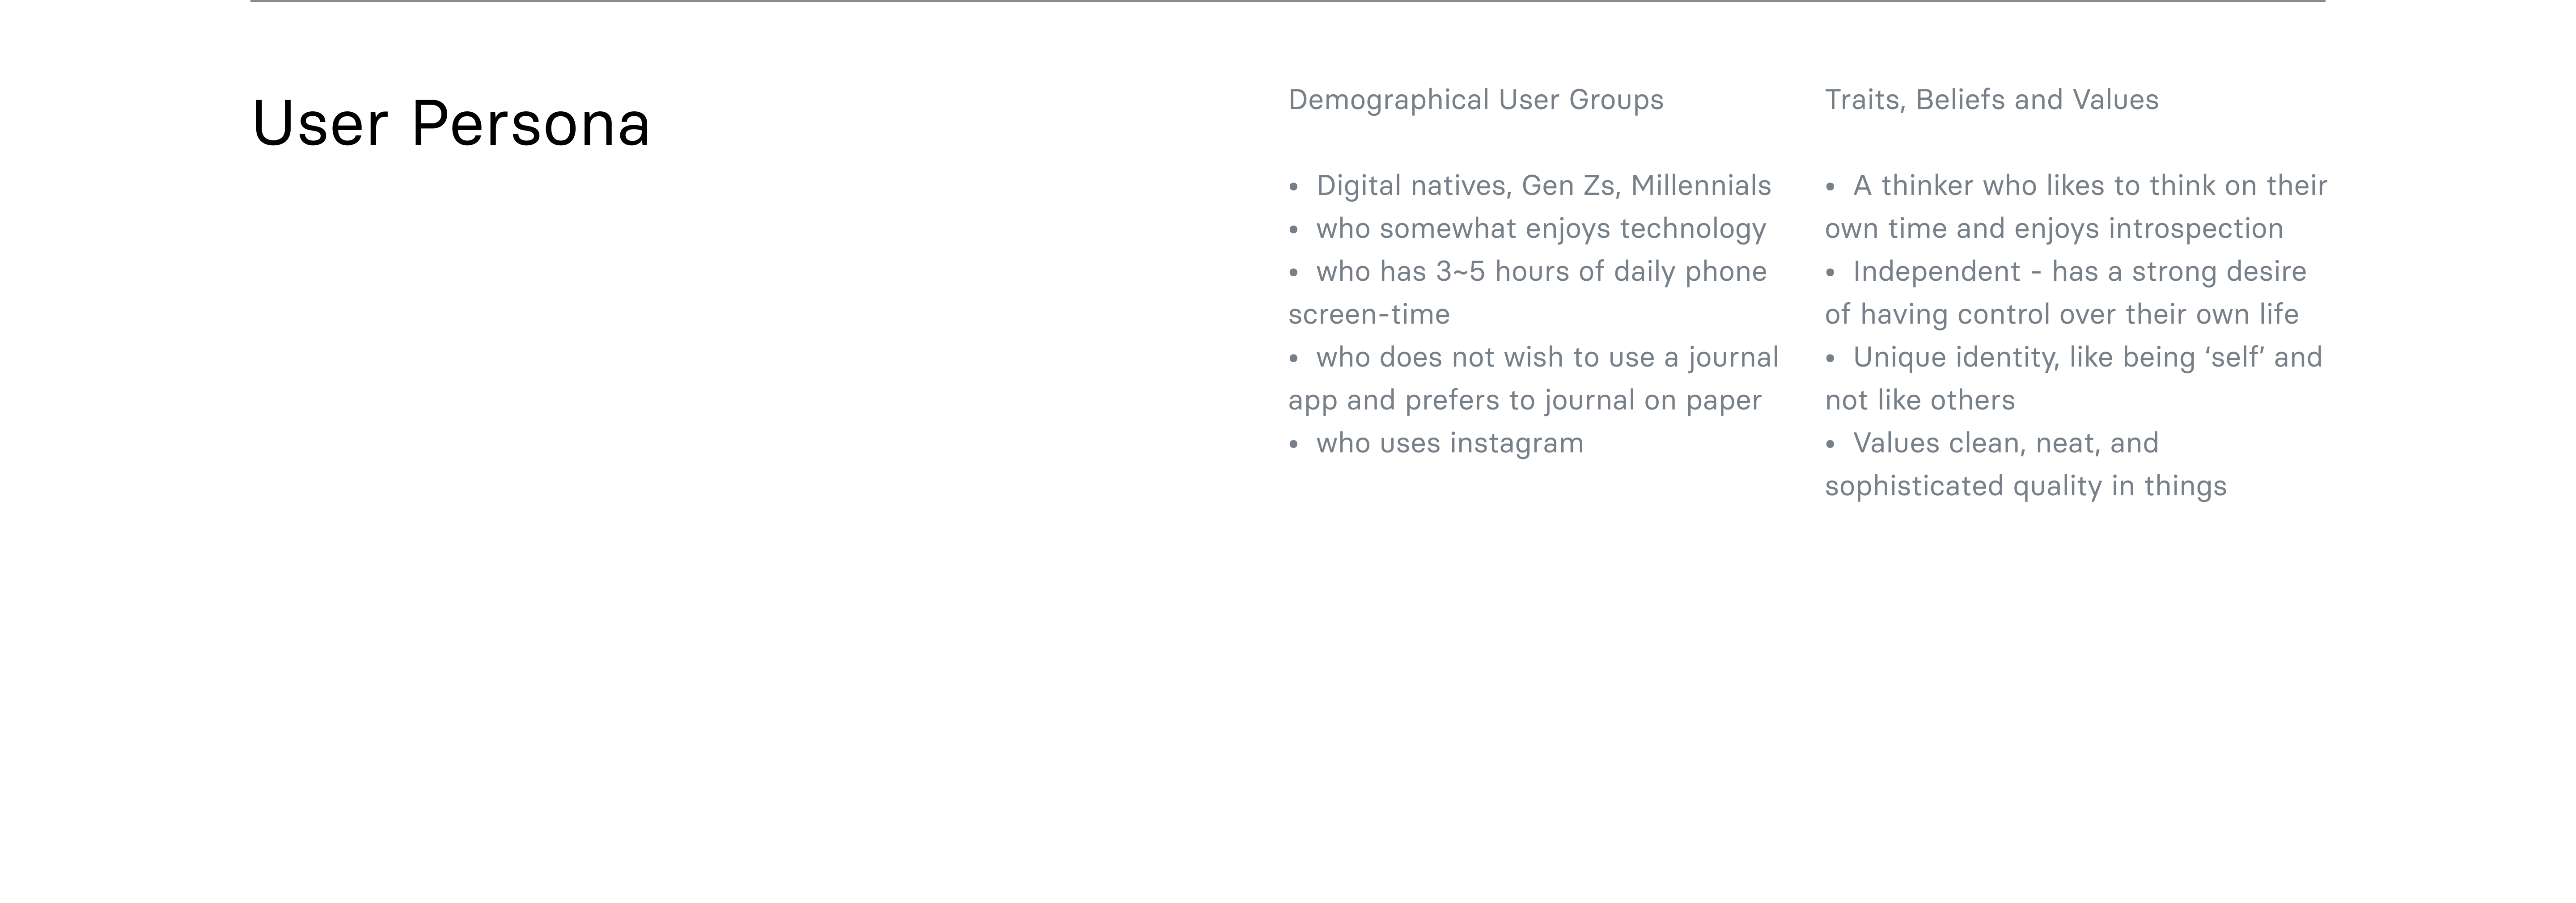 User Persona
Demographical User Groups
• Digital natives, Gen Zs, Millennials
• who somewhat enjoys technology
• who has 3~5 hours of daily phone
screen-time
• who does not wish to use a journal
app and prefers to journal on paper
• who uses instagram
Traits, Beliefs and Values
• A thinker who likes to think on their
own time and enjoys introspection
• Independent - has a strong desire
of having control over their own life
• Unique identity, like being ‘self’ and
not like others
• Values clean, neat, and
sophisticated quality in things